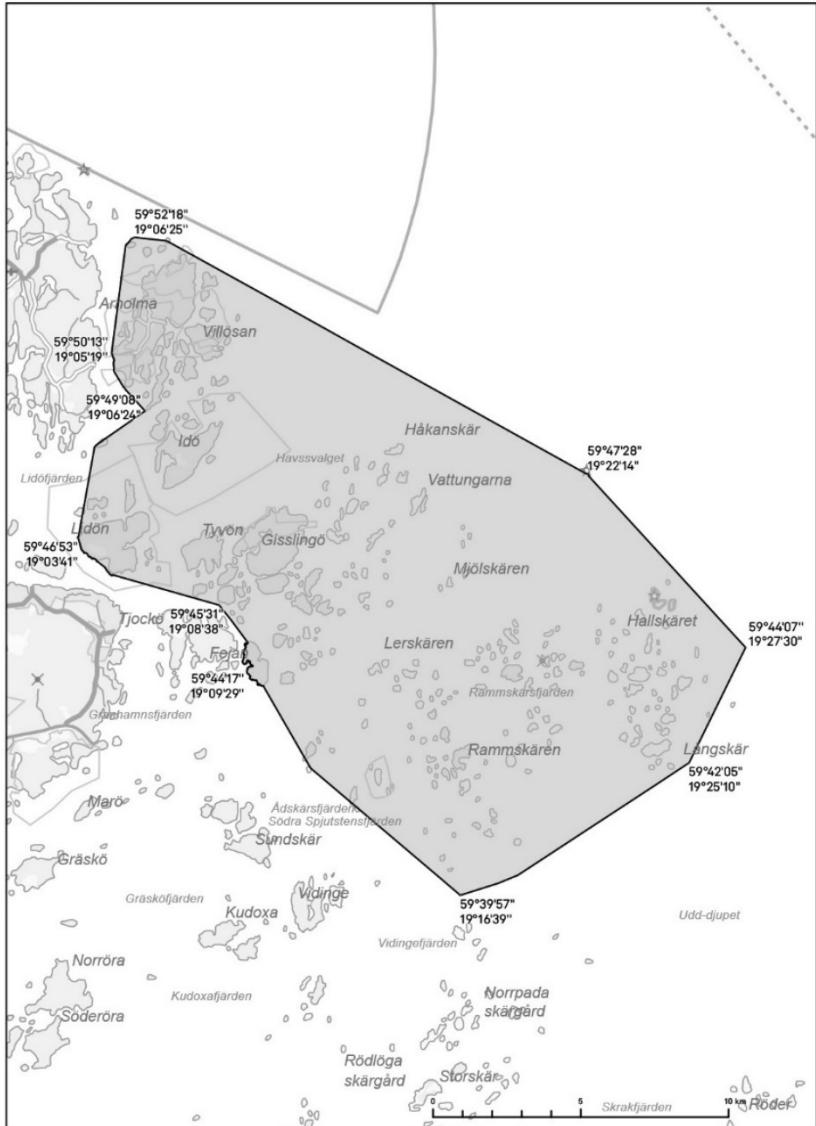 59°52'18"
19°06'25"
Arholma
Villösan
59°50'13"
19°05'19"
59°49'08"
19°06'24"
Håkanskär
Idö
Havssvalget
59°47'28"
19°22'14"
Lidöfjärden
Vattungarna
Lidön
Tyvön
Gisslingö
59°46'53"
19°03'41"
Mjölskären
59°45'31"
19°08'38"
Tjockö
Hallskäret
59°44'07"
19°27'30"
Lerskären
Fejan
59°44'17"
19°09'29"
Rammskärsfjärden
Gränhamnsfjärden
Rammskären
Långskär
59°42'05"
19°25'10"
Marö
Ådskärsfjärden
Södra Spjutstensfjärden
Sundskär
Gräskö
Gräsköfjärden
Vidinge
59°39'57"
19°16'39"
Kudoxa
Udd-djupet
Vidingefjärden
Norröra
Kudoxafjärden
Norrpada
skärgård
Söderöra
Rödlöga
skärgård
Storskär
0 5 10 km
Skrakfjärden
Röder